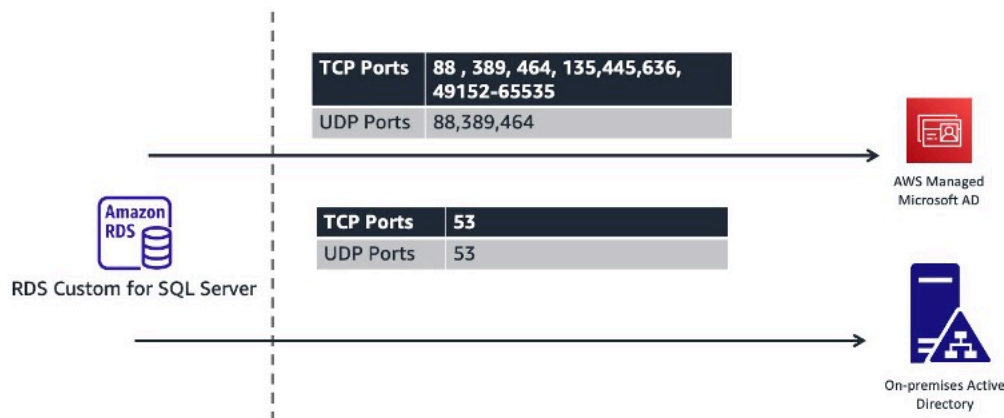 TCP Ports 88 , 389, 464, 135,445,636,
49152-65535
UDP Ports 88,389,464
AWS Managed
Microsoft AD
Amazon
RDS
RDS Custom for SQL Server
TCP Ports 53
UDP Ports 53
On-premises Active
Directory